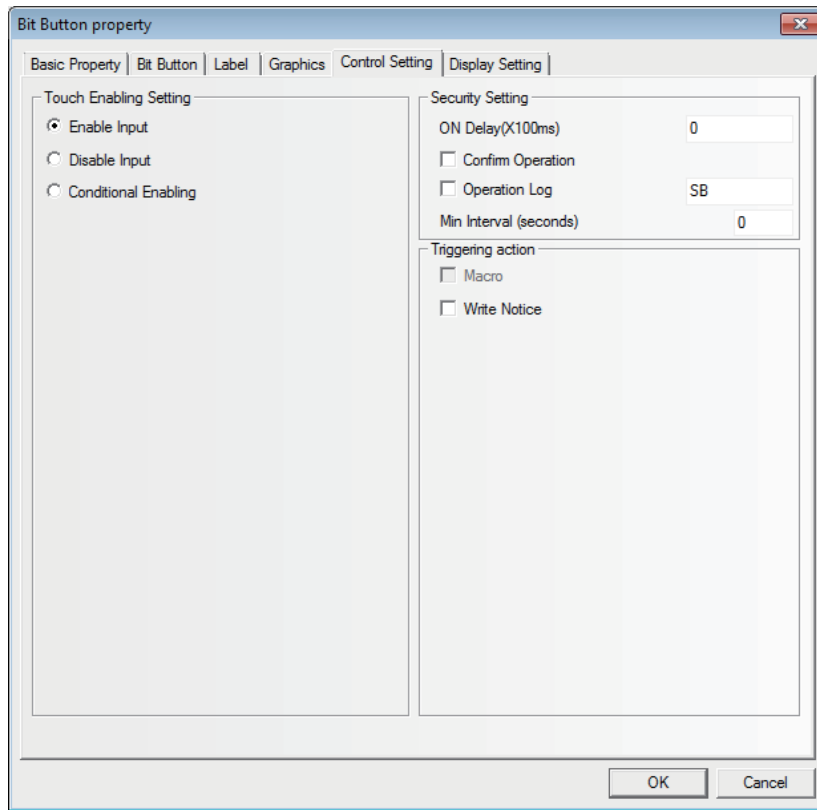 Bit Button property
Basic Property Bit Button Label Graphics Control Setting Display Setting
Touch Enabling Setting
Enable Input
Disable Input
Conditional Enabling
Security Setting
ON Delay(X100ms) 0
Confirm Operation
Operation Log SB
Min Interval (seconds) 0
Triggering action
Macro
Write Notice
OK Cancel